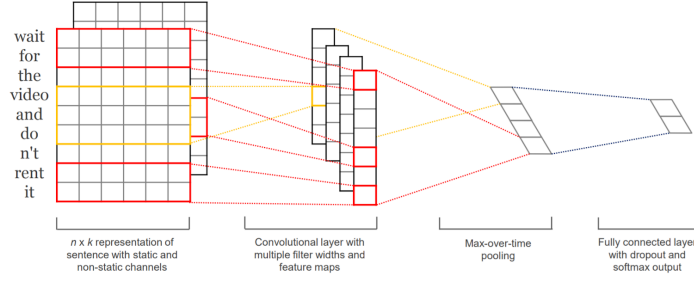 wait
for
the
video
and
do
n't
rent
it
n x k representation of
sentence with static and
non-static channels
Convolutional layer with
multiple filter widths and
feature maps
Max-over-time
pooling
Fully connected layer
with dropout and
softmax output